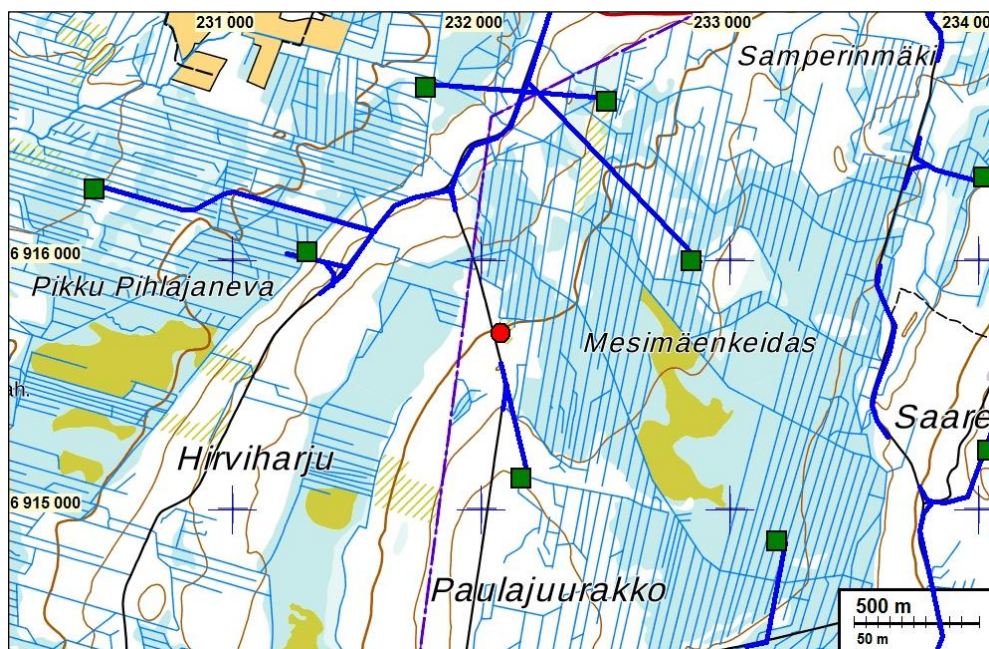 231 000
232 000
233 000
234 000
Samperinmäki
6 916 000
Pikku Pihlajaneva
Mesimäenkeidas
ah.
Saare
Hirviharju
6 915 000
Paulajuurakko
500 m
50 m